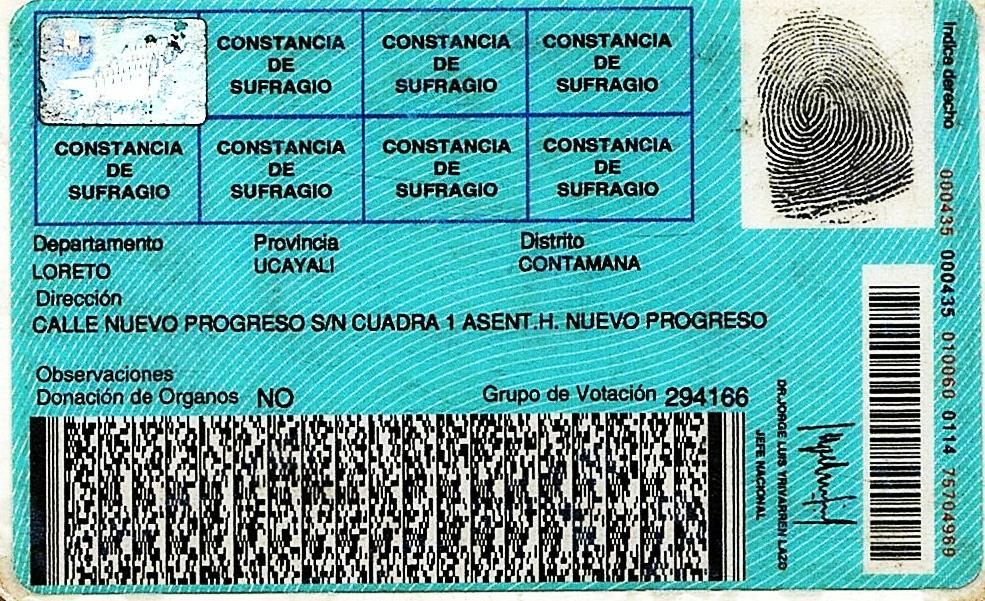 CONSTANCIA DE SUFRAGIO
CONSTANCIA DE SUFRAGIO
CONSTANCIA DE SUFRAGIO
CONSTANCIA DE SUFRAGIO
CONSTANCIA DE SUFRAGIO
CONSTANCIA DE SUFRAGIO
CONSTANCIA DE SUFRAGIO
Departamento Provincia Distrito
LORETO UCAYALI CONTAMANA
Dirección
CALLE NUEVO PROGRESO S/N CUADRA 1 ASENT.H. NUEVO PROGRESO
Observaciones
Donación de Organos NO Grupo de Votación 294166
DR. JORGE LUIS YRIVARREN LAZO
JEFE NACIONAL
Indice derecho
000435 000435 010060 0114 75704969